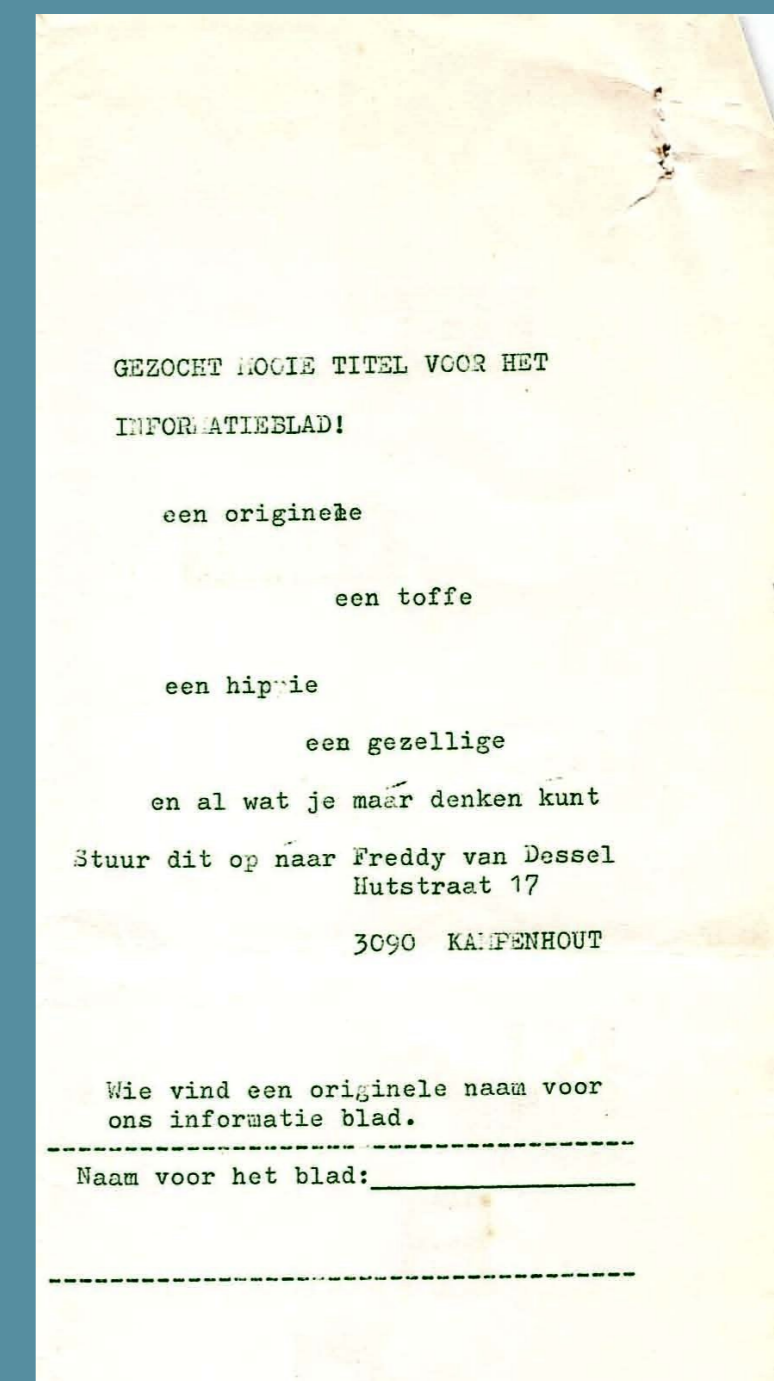 GEZOCHT MOOIE TITEL VOOR HET
INFORMATIEBLAD!
een originele
een toffe
een hippie
een gezellige
en al wat je maar denken kunt
Stuur dit op naar Freddy van Dessel
Hutstraat 17
3090 KAMPENHOUT
Wie vind een originele naam voor
ons informatie blad.
Naam voor het blad: